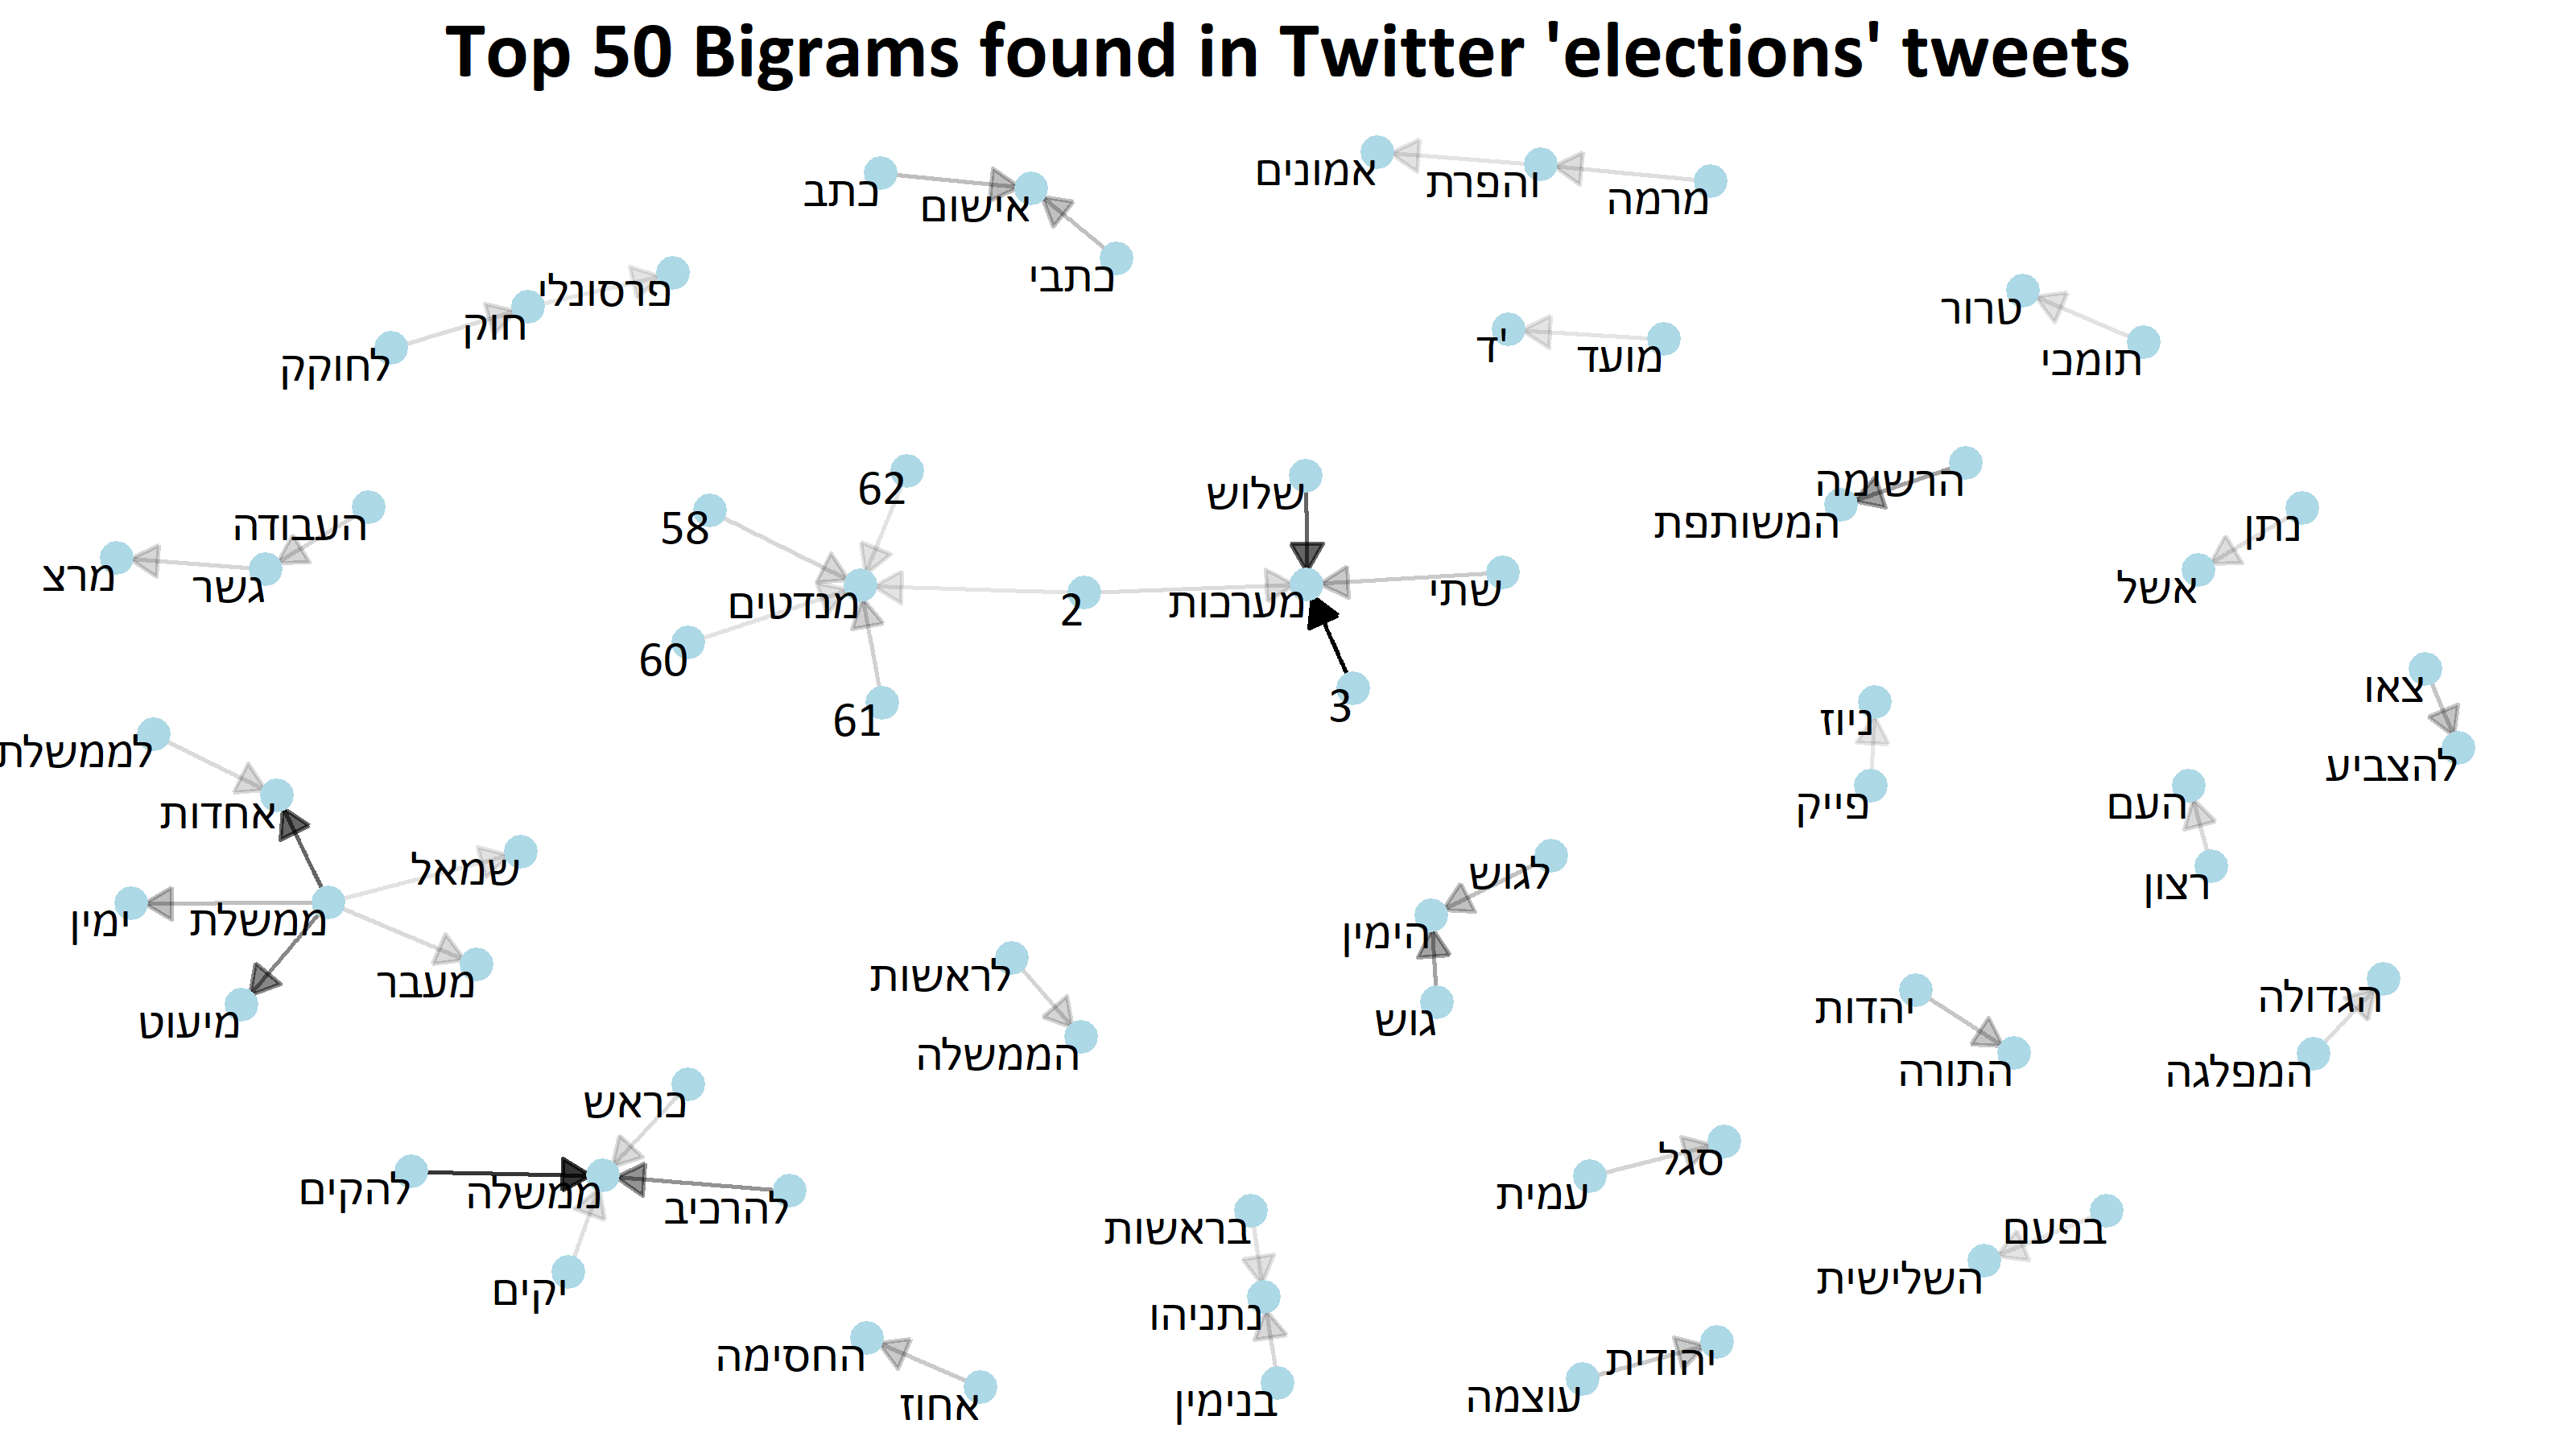 Top 50 Bigrams found in Twitter 'elections' tweets
אמונים
והפרת
מרמה
כתב
אישום
כתבי
פרסונלי
חוק
לחוקק
ד'
מועד
טרור
תומכי
62
58
מנדטים
60
61
2
שלוש
מערכות
שתי
3
הרשומה
המשותפת
נתן
אשל
העבודה
גשר
מרצ
צאו
להצביע
ניוז
פייק
העם
רצון
לממשלת
אחדות
שמאל
ימין
ממשלת
מעבר
מיעוט
לגוש
הימין
גוש
לראשות
הממשלה
יהדות
התורה
הגדולה
המפלגה
בראש
להקים
ממשלה
להרכיב
יקים
סגל
עמית
בפעם
השלישית
בראשות
נתניהו
בנימין
החסימה
אחוז
יהודית
עוצמה